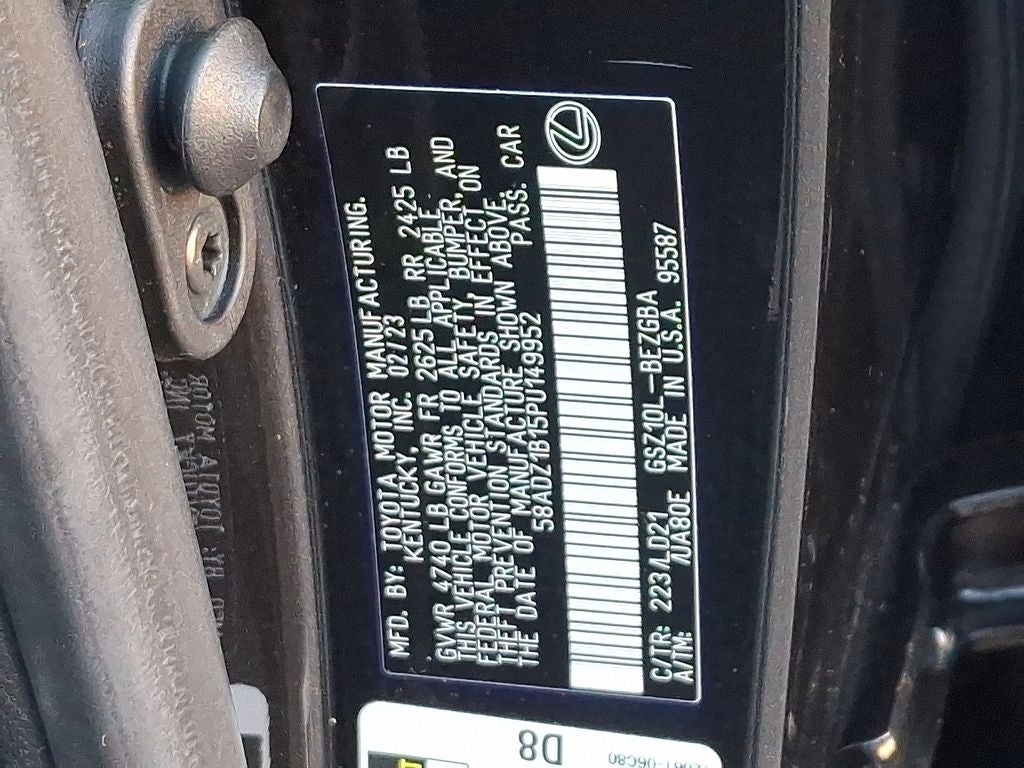 MFD. BY: TOYOTA MOTOR MANUFACTURING.
KENTUCKY, INC. 02/23
GVWR 4740 LB GAWR FR 2625 LB RR 2425 LB
THIS VEHICLE CONFORMS TO ALL APPLICABLE
FEDERAL MOTOR VEHICLE SAFETY, BUMPER, AND
THEFT PREVENTION STANDARDS IN EFFECT ON
THE DATE OF MANUFACTURE SHOWN ABOVE.
58ADZ1B15PU149952 PASS. CAR
C/TR: 223/LD21 GSZ10L-BEZGBA
A/TM: /UA80E MADE IN U.S.A. 95587
D8